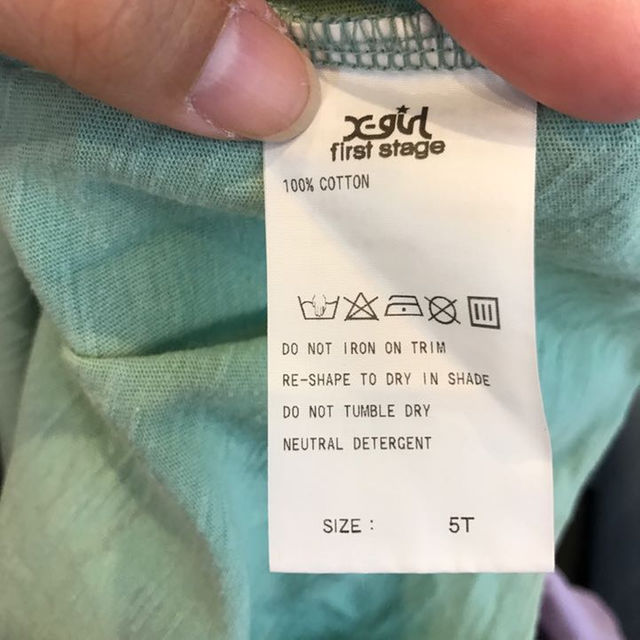 X-girl
first stage
100% COTTON
DO NOT IRON ON TRIM
RE-SHAPE TO DRY IN SHADE
DO NOT TUMBLE DRY
NEUTRAL DETERGENT
SIZE : 5T